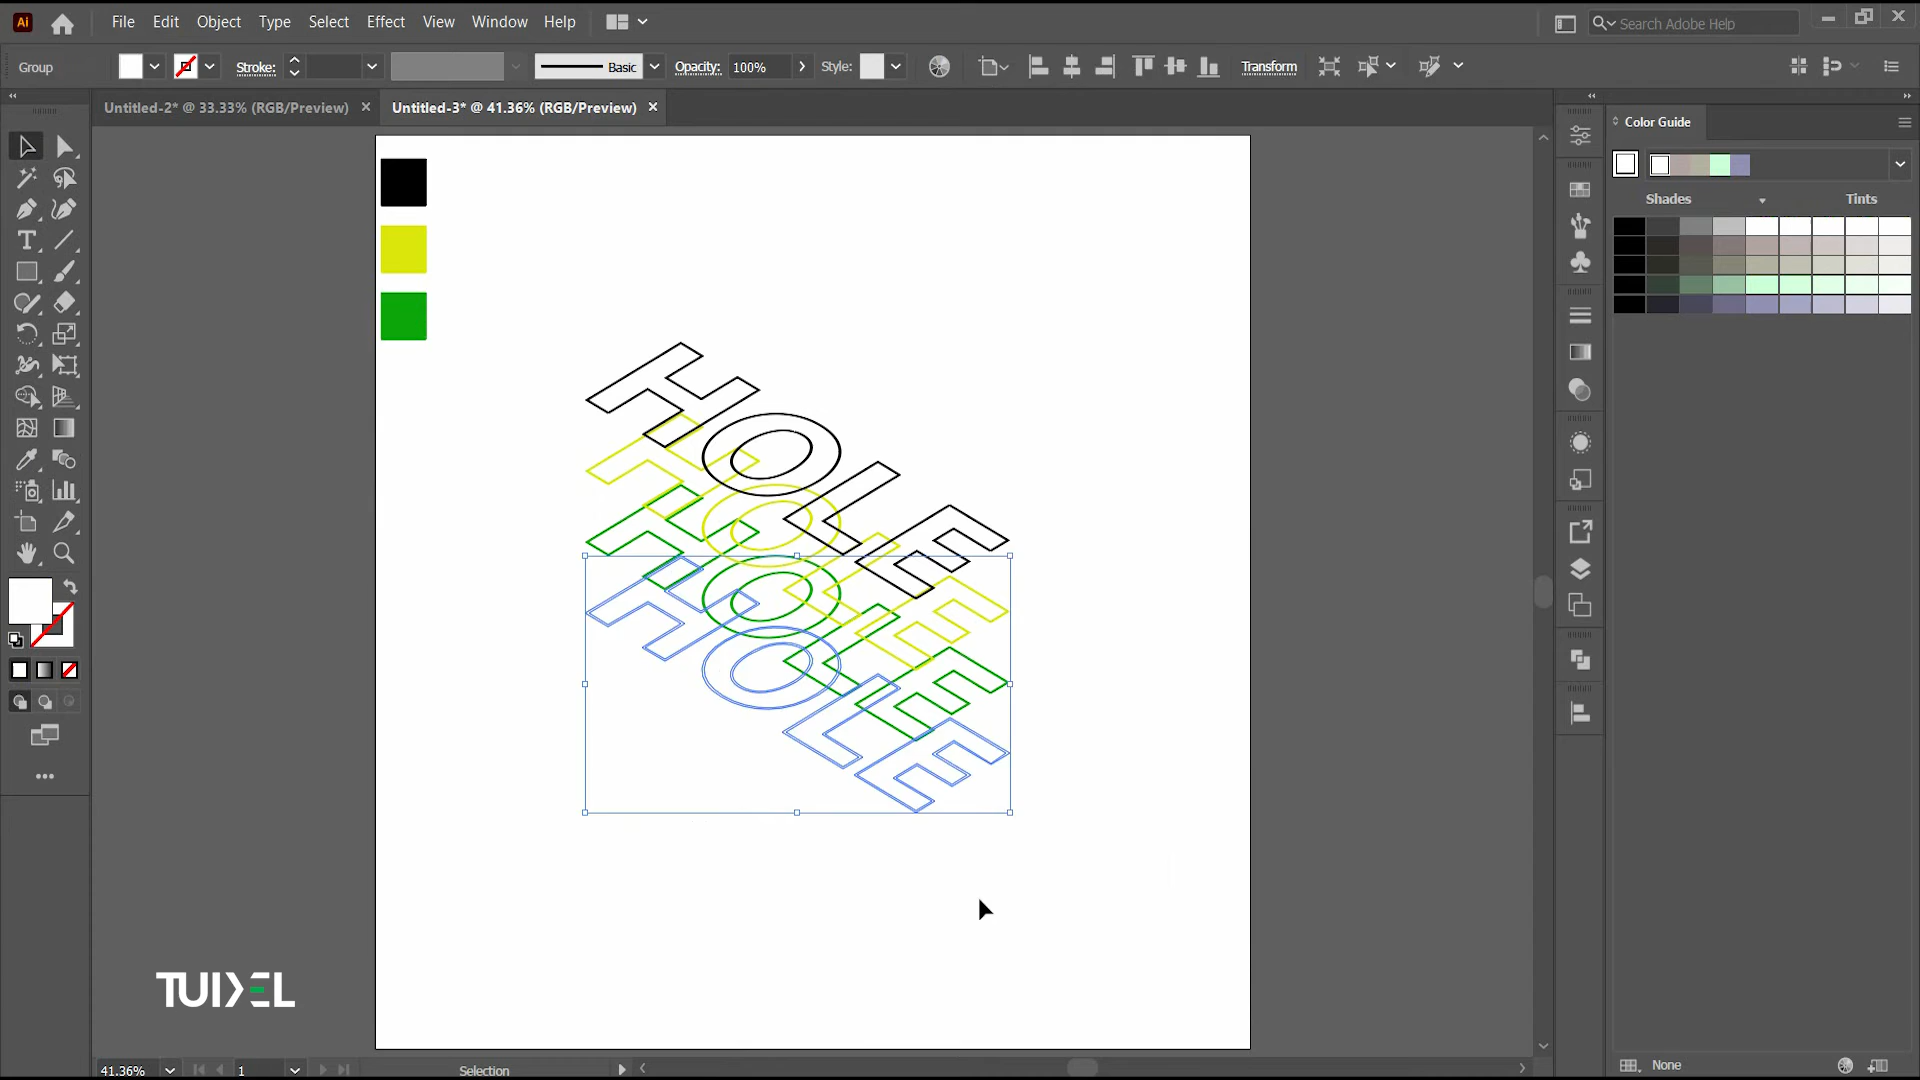 Ai
File Edit Object Type Select Effect View Window Help
Search Adobe Help
Group
Stroke:
Basic
Opacity: 100%
Style:
Transform
Untitled-2* @ 33.33% (RGB/Preview) ×
Untitled-3* @ 41.36% (RGB/Preview) ×
Color Guide
Shades
Tints
HOLE
HOLE
HOLE
HOLE
TUIXEL
None
41.36%
1
Selection